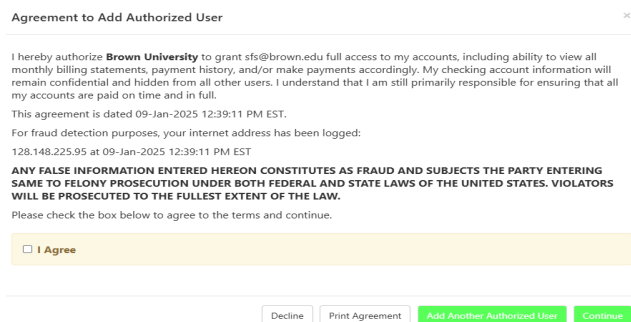 Agreement to Add Authorized User
×
I hereby authorize Brown University to grant sfs@brown.edu full access to my accounts, including ability to view all
monthly billing statements, payment history, and/or make payments accordingly. My checking account information will
remain confidential and hidden from all other users. I understand that I am still primarily responsible for ensuring that all
my accounts are paid on time and in full.
This agreement is dated 09-Jan-2025 12:39:11 PM EST.
For fraud detection purposes, your internet address has been logged:
128.148.225.95 at 09-Jan-2025 12:39:11 PM EST
ANY FALSE INFORMATION ENTERED HEREON CONSTITUTES AS FRAUD AND SUBJECTS THE PARTY ENTERING
SAME TO FELONY PROSECUTION UNDER BOTH FEDERAL AND STATE LAWS OF THE UNITED STATES. VIOLATORS
WILL BE PROSECUTED TO THE FULLEST EXTENT OF THE LAW.
Please check the box below to agree to the terms and continue.
I Agree
Decline Print Agreement Add Another Authorized User Continue